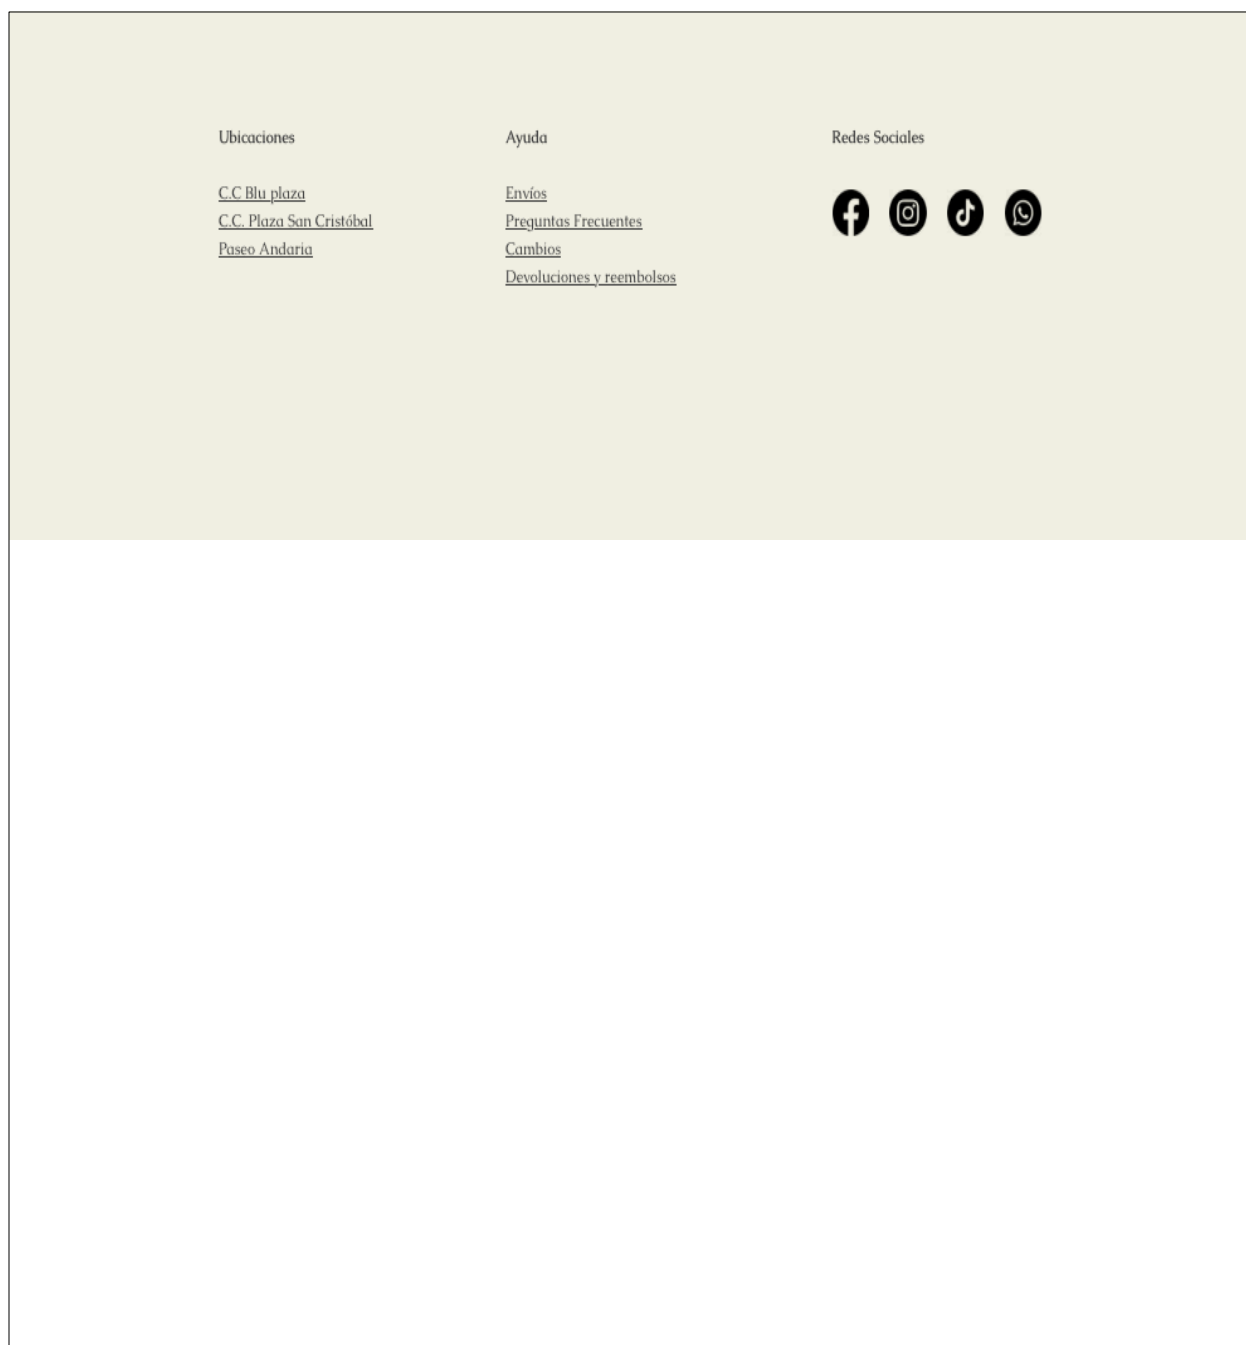 Ubicaciones
C.C Blu plaza
C.C. Plaza San Cristóbal
Paseo Andaria
Ayuda
Envíos
Preguntas Frecuentes
Cambios
Devoluciones y reembolsos
Redes Sociales